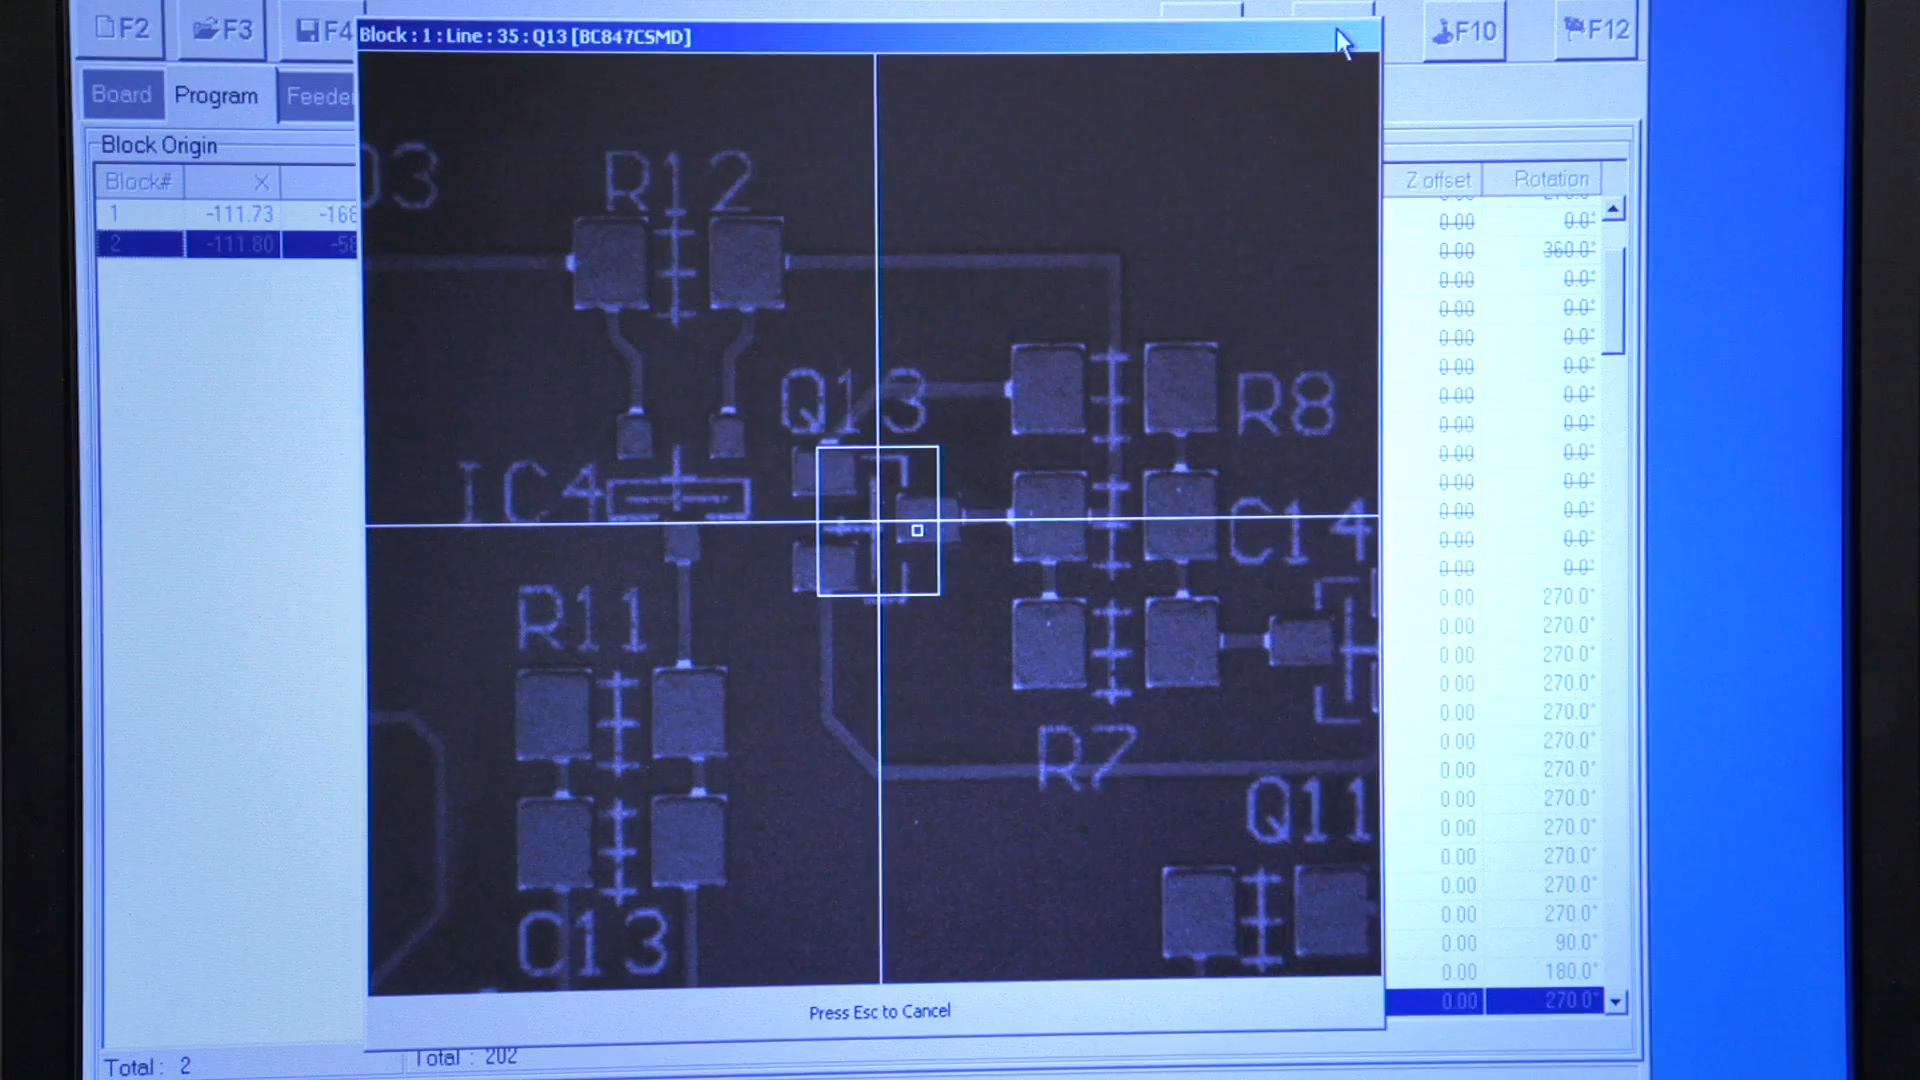 F2 F3 F4 F10 F12
Block : 1 : Line : 35 : Q13 [BC847CSMD]
Board Program Feeder
Block Origin
Block# X Z offset Rotation
1 -111.73 -168
2 -111.80 -58
0.00 0.0°
0.00 360.0°
0.00 0.0°
0.00 0.0°
0.00 0.0°
0.00 0.0°
0.00 0.0°
0.00 0.0°
0.00 0.0°
0.00 0.0°
0.00 0.0°
0.00 0.0°
0.00 0.0°
0.00 270.0°
0.00 270.0°
0.00 270.0°
0.00 270.0°
0.00 270.0°
0.00 270.0°
0.00 270.0°
0.00 270.0°
0.00 270.0°
0.00 270.0°
0.00 270.0°
0.00 270.0°
0.00 90.0°
0.00 180.0°
0.00 270.0°
03 R12
Q13 R8
IC4 C14
R11
R7
Q11
C13
Press Esc to Cancel
Total : 2 Total : 202